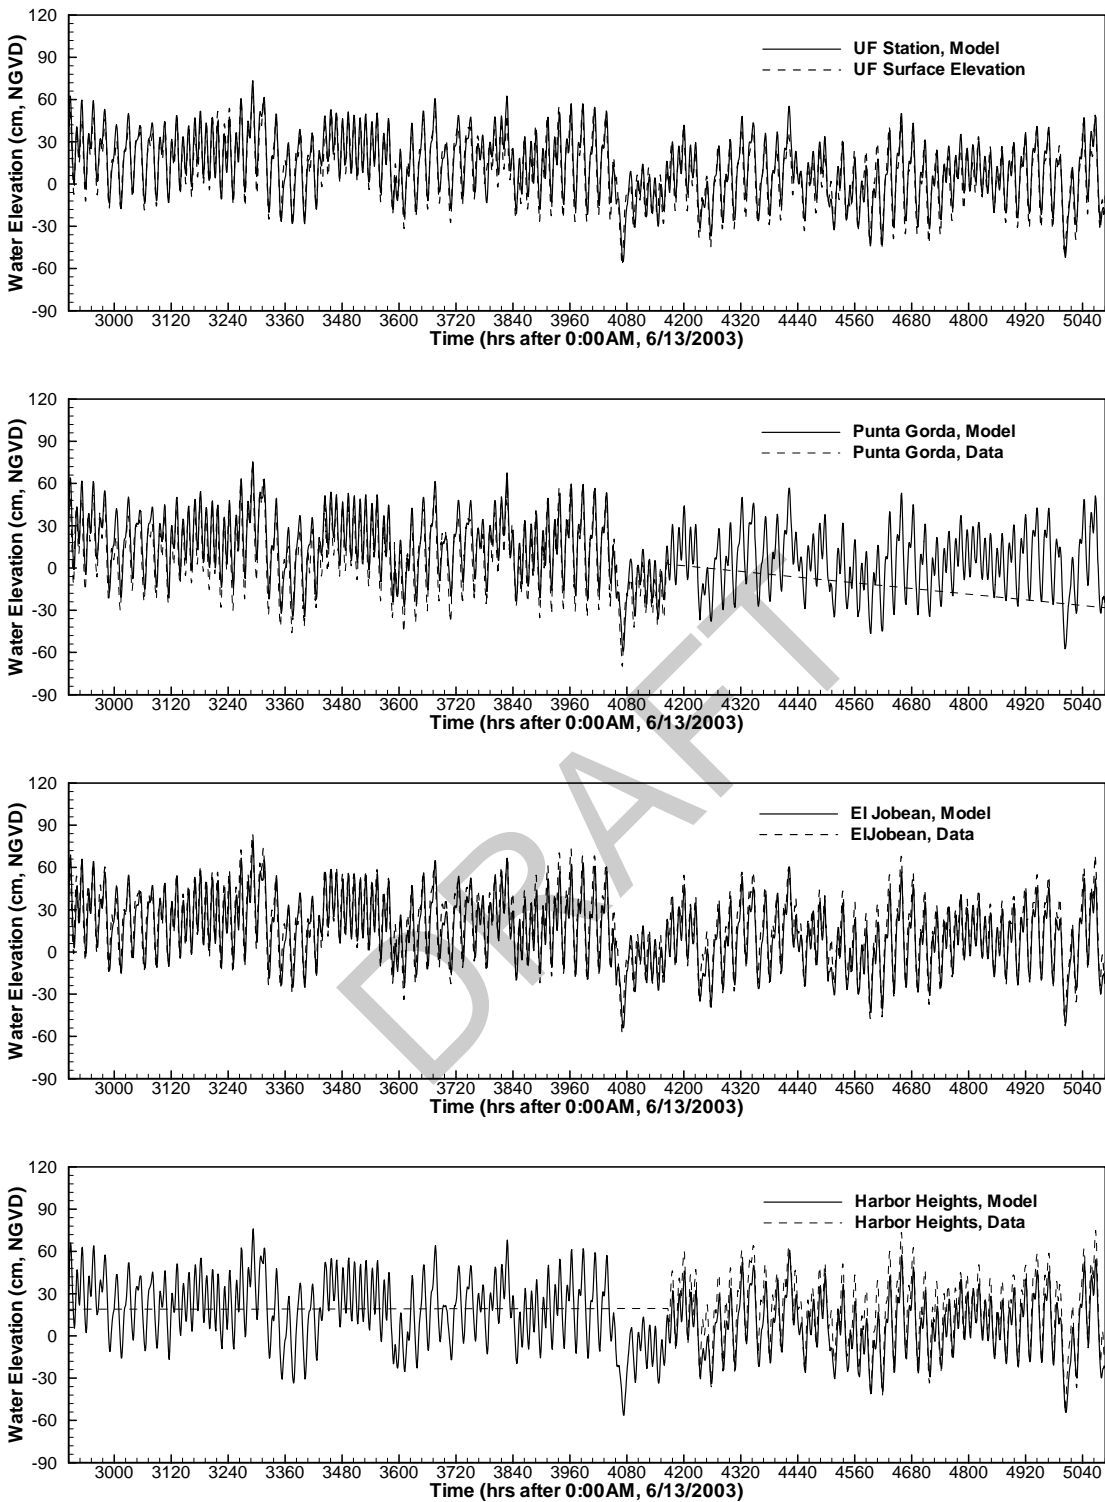 120
90
60
30
0
-30
-60
-90
Water Elevation (cm, NGVD)
UF Station, Model
UF Surface Elevation
3000 3120 3240 3360 3480 3600 3720 3840 3960 4080 4200 4320 4440 4560 4680 4800 4920 5040
Time (hrs after 0:00AM, 6/13/2003)
120
90
60
30
0
-30
-60
-90
Water Elevation (cm, NGVD)
Punta Gorda, Model
Punta Gorda, Data
3000 3120 3240 3360 3480 3600 3720 3840 3960 4080 4200 4320 4440 4560 4680 4800 4920 5040
Time (hrs after 0:00AM, 6/13/2003)
DRAFT
120
90
60
30
0
-30
-60
-90
Water Elevation (cm, NGVD)
El Jobean, Model
ElJobean, Data
3000 3120 3240 3360 3480 3600 3720 3840 3960 4080 4200 4320 4440 4560 4680 4800 4920 5040
Time (hrs after 0:00AM, 6/13/2003)
120
90
60
30
0
-30
-60
-90
Water Elevation (cm, NGVD)
Harbor Heights, Model
Harbor Heights, Data
3000 3120 3240 3360 3480 3600 3720 3840 3960 4080 4200 4320 4440 4560 4680 4800 4920 5040
Time (hrs after 0:00AM, 6/13/2003)